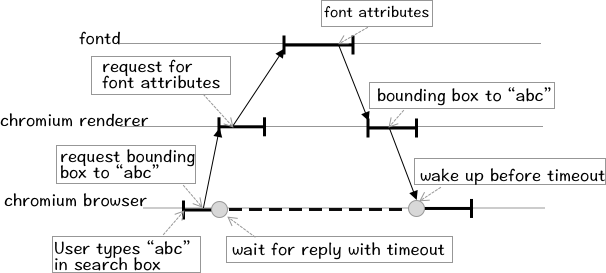 font attributes
fontd
request for
font attributes
bounding box to “abc”
chromium renderer
request bounding
box to “abc”
wake up before timeout
chromium browser
User types “abc”
in search box
wait for reply with timeout